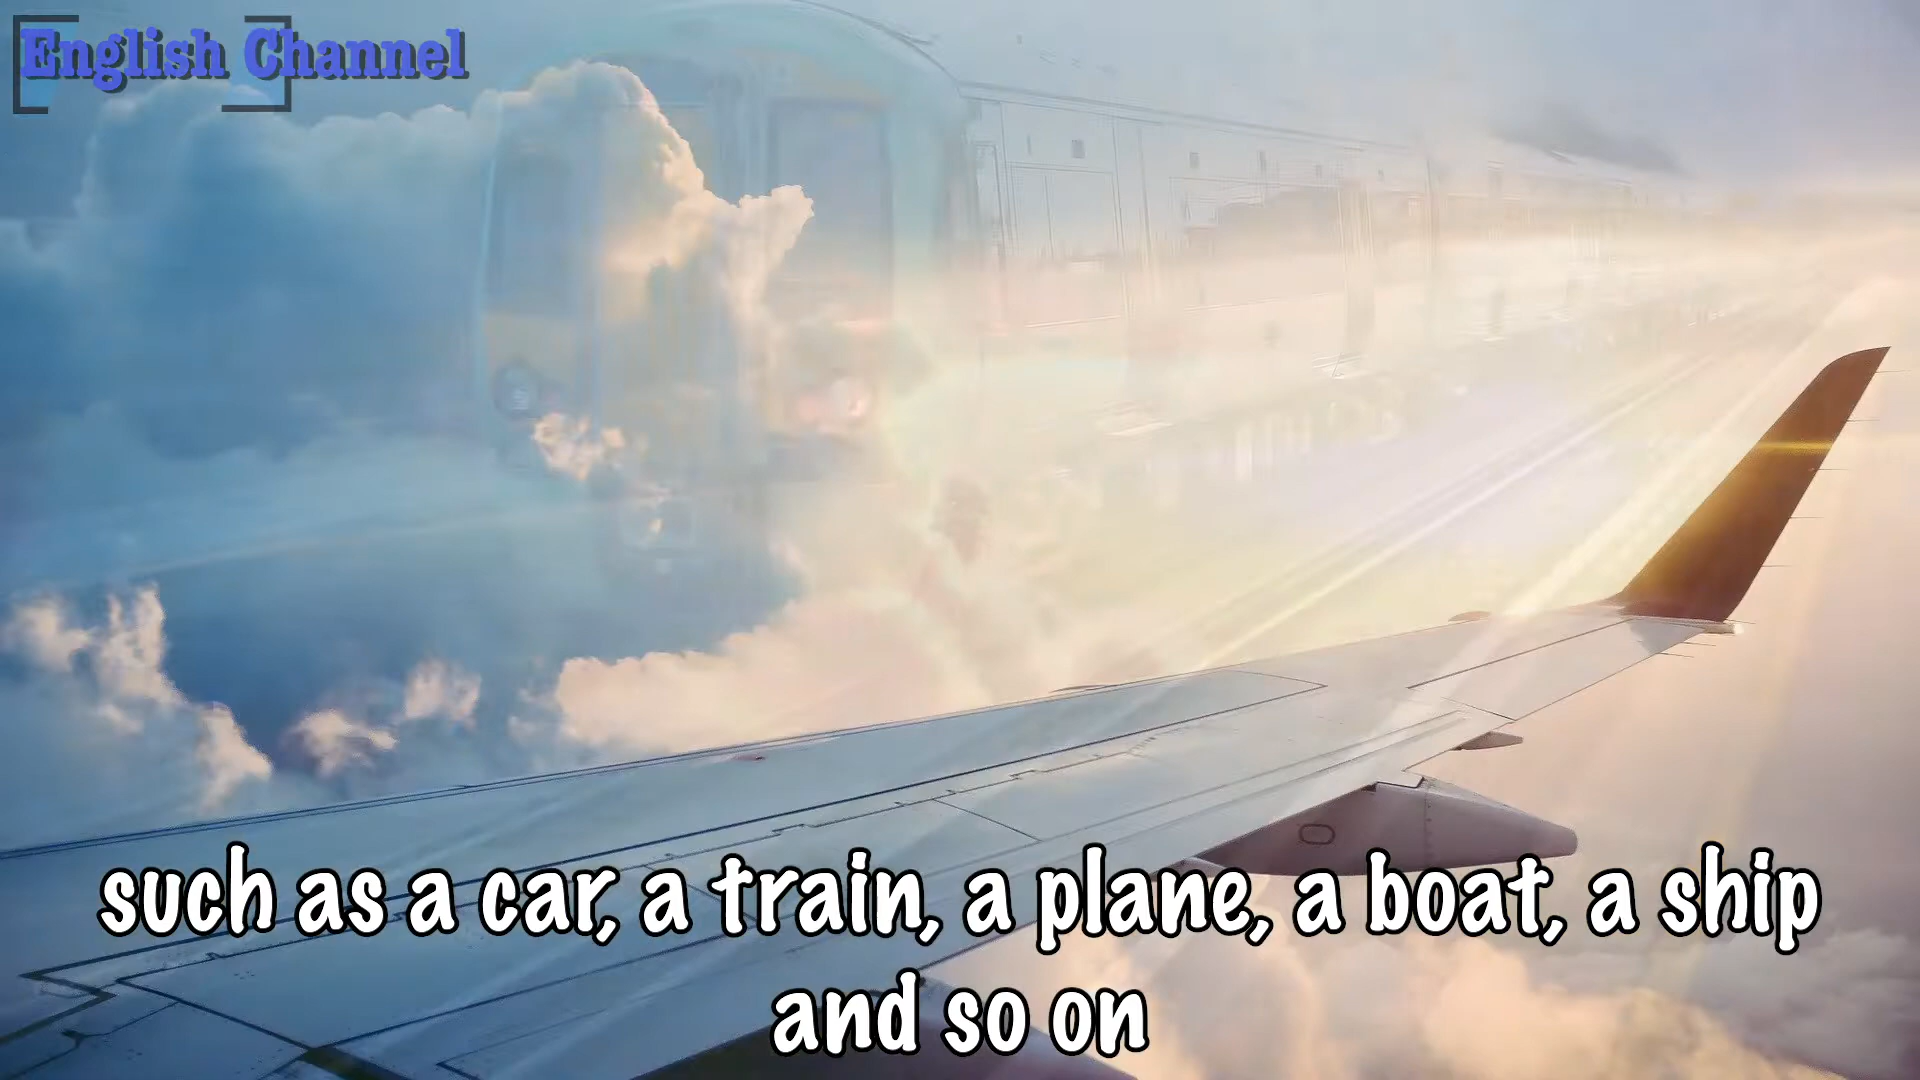 English Channel
such as a car, a train, a plane, a boat, a ship
and so on